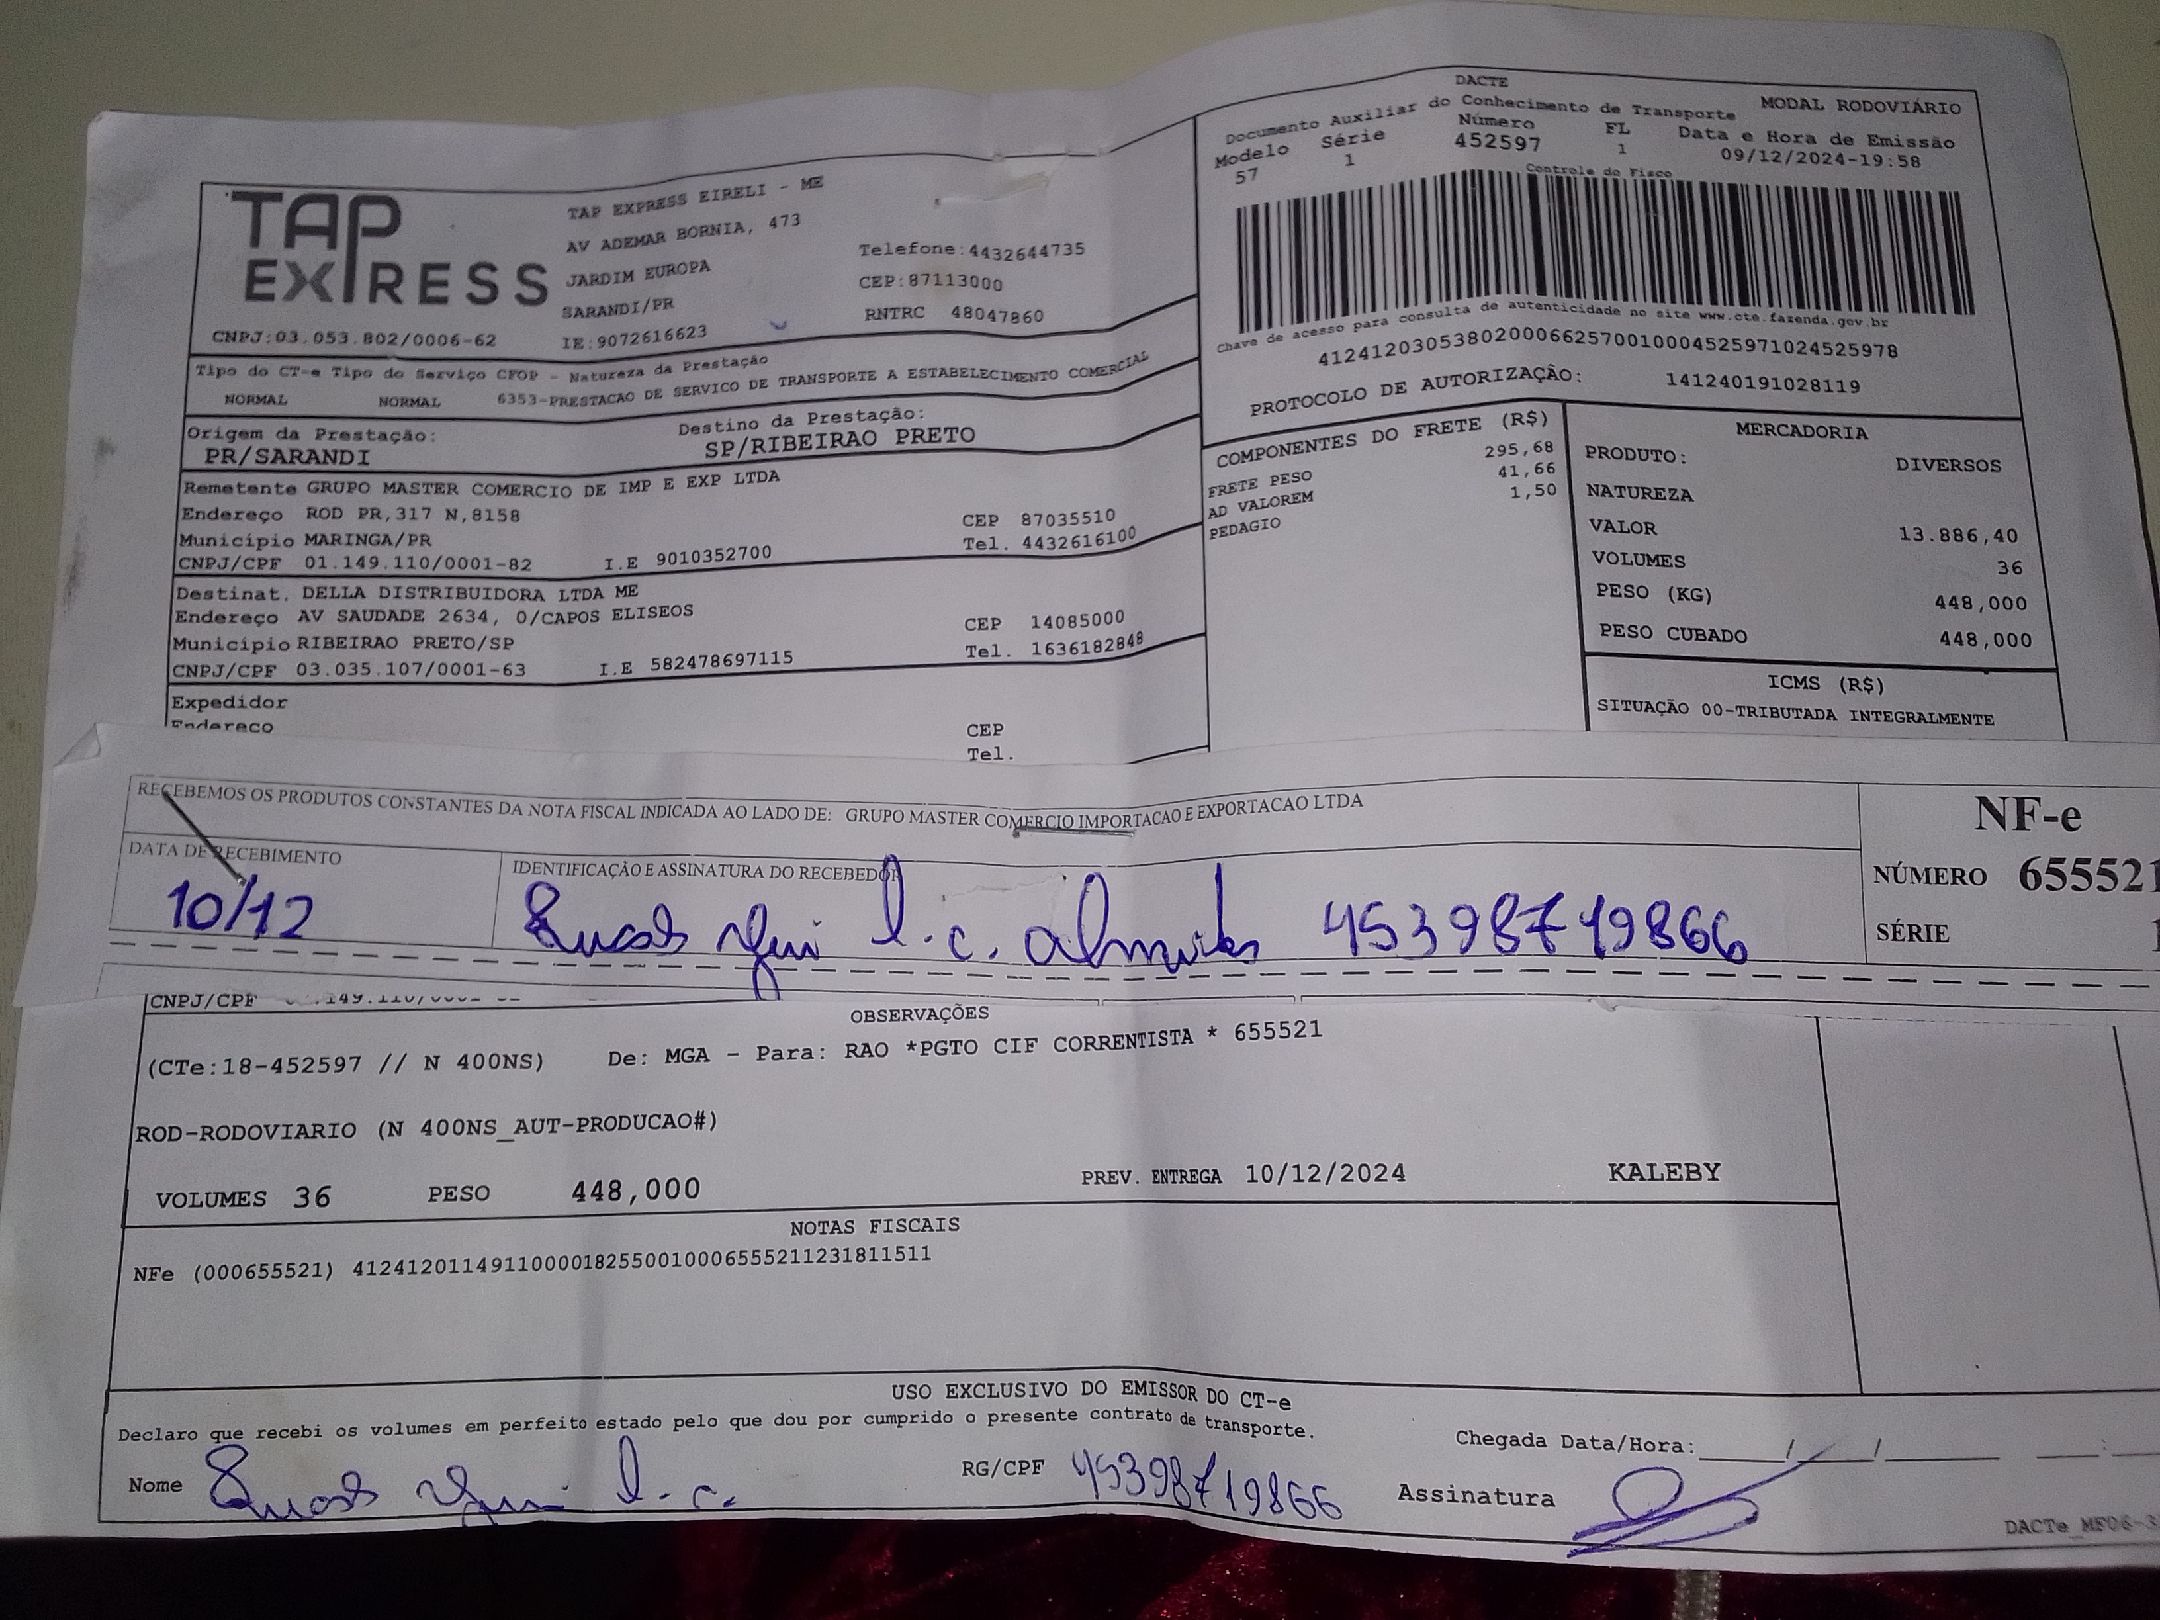 DACTE
Documento Auxiliar do Conhecimento de Transporte MODAL RODOVIÁRIO
Modelo Série Número FL Data e Hora de Emissão
57 1 452597 1 09/12/2024-19:58
Controle do Fisco
TAP EXPRESS
TAP EXPRESS EIRELI - ME
AV ADEMAR BORNIA, 473
JARDIM EUROPA
SARANDI/PR
IE:9072616623
Telefone:4432644735
CEP:87113000
RNTRC 48047860
CNPJ:03.053.802/0006-62
Chave de acesso para consulta de autenticidade no site www.cte.fazenda.gov.br
41241203053802000662570010004525971024525978
PROTOCOLO DE AUTORIZAÇÃO: 141240191028119
Tipo do CT-e Tipo do Serviço CFOP - Natureza da Prestação
NORMAL NORMAL 6353-PRESTACAO DE SERVICO DE TRANSPORTE A ESTABELECIMENTO COMERCIAL
Origem da Prestação: Destino da Prestação:
PR/SARANDI SP/RIBEIRAO PRETO
Remetente GRUPO MASTER COMERCIO DE IMP E EXP LTDA
Endereço ROD PR,317 N,8158 CEP 87035510
Município MARINGA/PR Tel. 4432616100
CNPJ/CPF 01.149.110/0001-82 I.E 9010352700
Destinat. DELLA DISTRIBUIDORA LTDA ME
Endereço AV SAUDADE 2634, 0/CAPOS ELISEOS CEP 14085000
Município RIBEIRAO PRETO/SP Tel. 1636182848
CNPJ/CPF 03.035.107/0001-63 I.E 582478697115
Expedidor
Endereço CEP
Tel.
COMPONENTES DO FRETE (R$)
FRETE PESO 295,68
AD VALOREM 41,66
PEDAGIO 1,50
MERCADORIA
PRODUTO: DIVERSOS
NATUREZA
VALOR 13.886,40
VOLUMES 36
PESO (KG) 448,000
PESO CUBADO 448,000
ICMS (R$)
SITUAÇÃO 00-TRIBUTADA INTEGRALMENTE
RECEBEMOS OS PRODUTOS CONSTANTES DA NOTA FISCAL INDICADA AO LADO DE: GRUPO MASTER COMERCIO IMPORTACAO E EXPORTACAO LTDA
DATA DE RECEBIMENTO IDENTIFICAÇÃO E ASSINATURA DO RECEBEDOR
10/12 l.c. 45398719866
NF-e
NÚMERO 655521
SÉRIE 1
CNPJ/CPF
OBSERVAÇÕES
(CTe:18-452597 // N 400NS) De: MGA - Para: RAO *PGTO CIF CORRENTISTA * 655521
ROD-RODOVIARIO (N 400NS_AUT-PRODUCAO#)
VOLUMES 36 PESO 448,000 PREV. ENTREGA 10/12/2024 KALEBY
NOTAS FISCAIS
NFe (000655521) 41241201149110000182550010006555211231811511
USO EXCLUSIVO DO EMISSOR DO CT-e
Declaro que recebi os volumes em perfeito estado pelo que dou por cumprido o presente contrato de transporte.
Chegada Data/Hora: / / :
Nome l.c. RG/CPF 45398719866 Assinatura